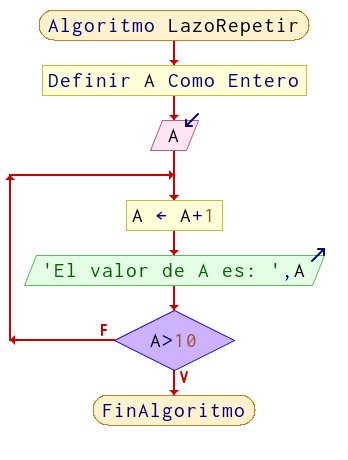 Algoritmo LazoRepetir
Definir A Como Entero
A
A ← A+1
'El valor de A es: ',A
A>10
F
V
FinAlgoritmo